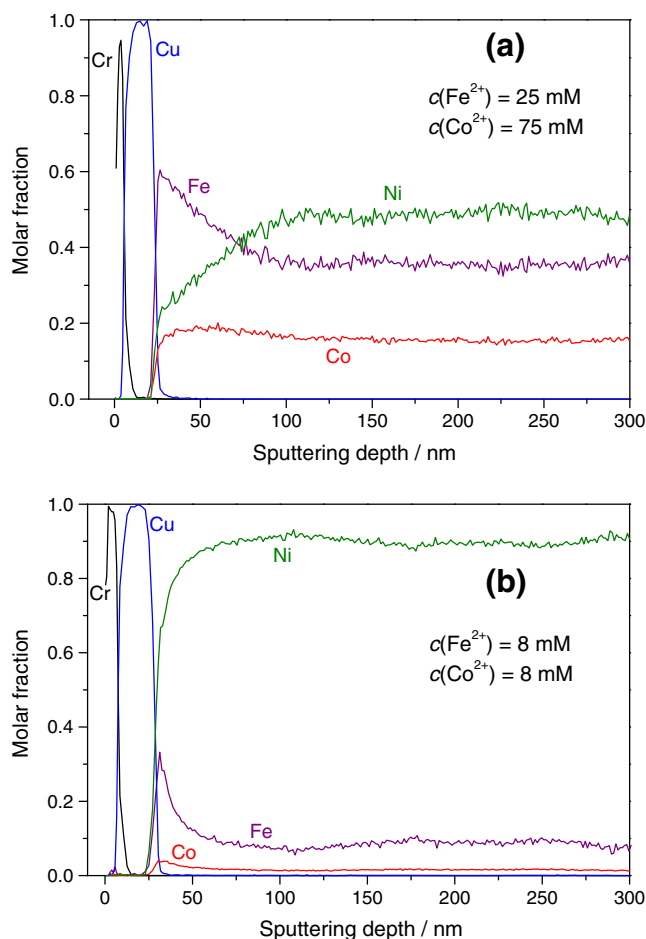 (a)
Cr
Cu
c(Fe²⁺) = 25 mM
c(Co²⁺) = 75 mM
Fe
Ni
Co
Molar fraction
1.0
0.8
0.6
0.4
0.2
0.0
0 50 100 150 200 250 300
Sputtering depth / nm
(b)
Cu
Cr
Ni
c(Fe²⁺) = 8 mM
c(Co²⁺) = 8 mM
Fe
Co
Molar fraction
1.0
0.8
0.6
0.4
0.2
0.0
0 50 100 150 200 250 300
Sputtering depth / nm